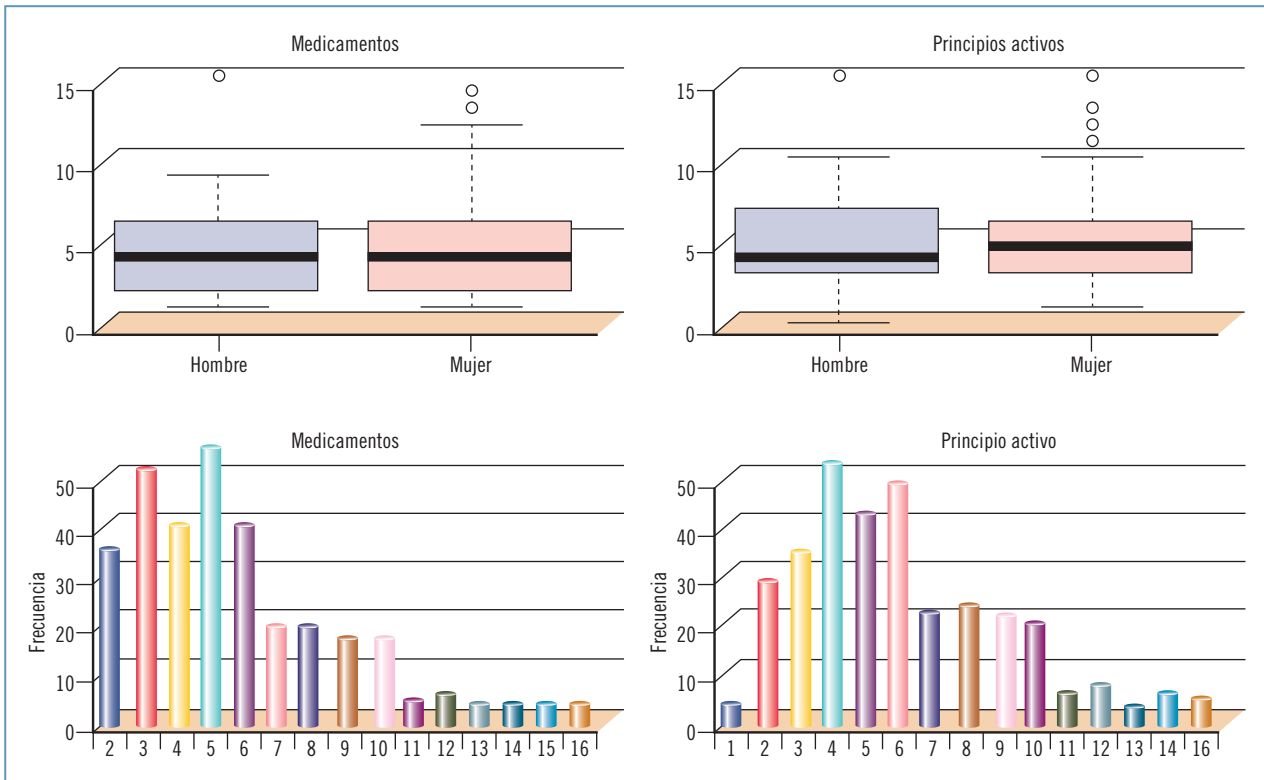 Medicamentos
15
10
5
0
Hombre Mujer
Principios activos
15
10
5
0
Hombre Mujer
Medicamentos
Frecuencia
50
40
30
20
10
0
2 3 4 5 6 7 8 9 10 11 12 13 14 15 16
Principio activo
Frecuencia
50
40
30
20
10
0
1 2 3 4 5 6 7 8 9 10 11 12 13 14 16